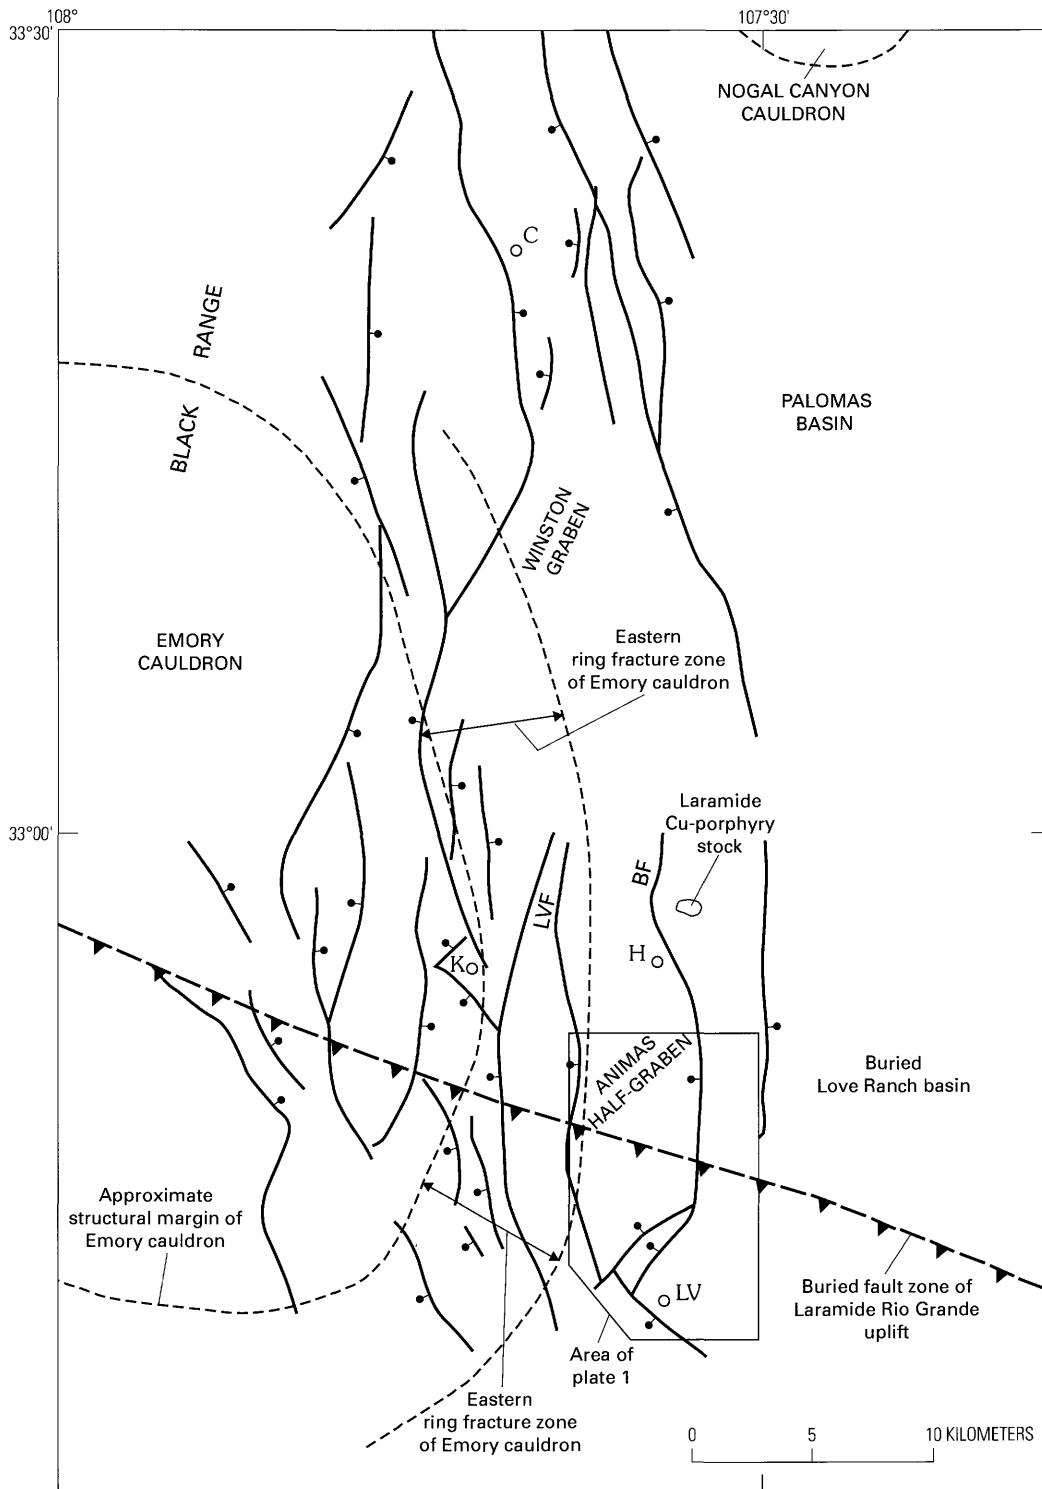 108°
107°30'
33°30'
NOGAL CANYON
CAULDRON
C
RANGE
BLACK
PALOMAS
BASIN
WINSTON
GRABEN
EMORY
CAULDRON
Eastern
ring fracture zone
of Emory cauldron
Laramide
Cu-porphyry
stock
33°00'
BF
LVF
H
K
ANIMAS
HALF-GRABEN
Buried
Love Ranch basin
Approximate
structural margin of
Emory cauldron
Buried fault zone of
Laramide Rio Grande
uplift
LV
Area of
plate 1
Eastern
ring fracture zone
of Emory cauldron
0 5 10 KILOMETERS